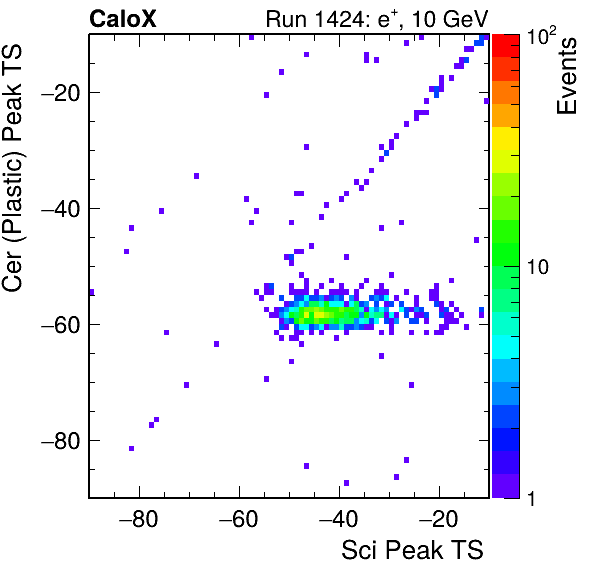 CaloX Run 1424: e⁺, 10 GeV
Cer (Plastic) Peak TS
−20
−40
−60
−80
−80 −60 −40 −20
Sci Peak TS
10²
10
1
Events